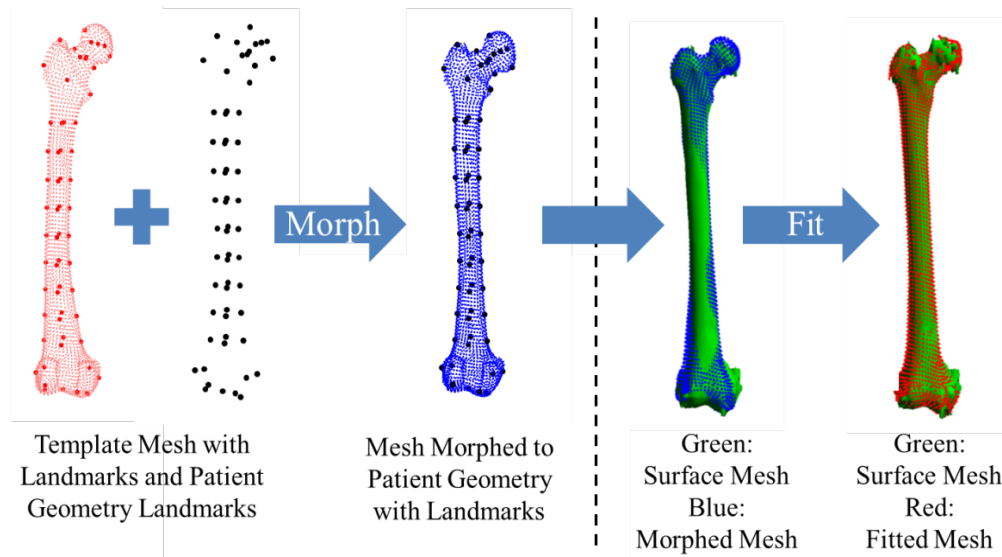 Morph
Fit
Template Mesh with
Landmarks and Patient
Geometry Landmarks
Mesh Morphed to
Patient Geometry
with Landmarks
Green:
Surface Mesh
Blue:
Morphed Mesh
Green:
Surface Mesh
Red:
Fitted Mesh